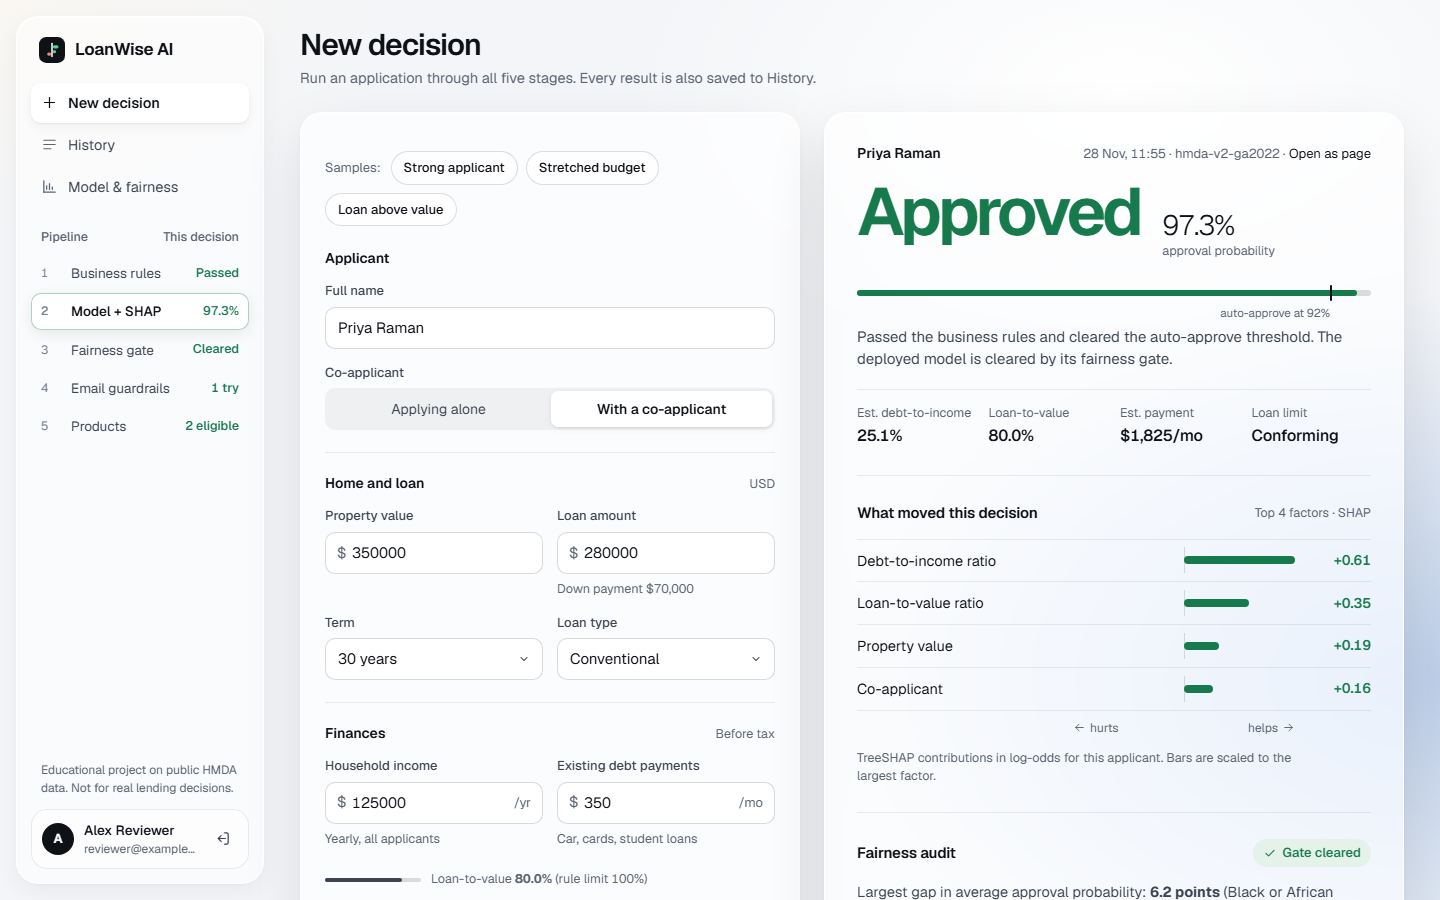 LoanWise AI
New decision
History
Model & fairness
Pipeline This decision
1 Business rules Passed
2 Model + SHAP 97.3%
3 Fairness gate Cleared
4 Email guardrails 1 try
5 Products 2 eligible
Educational project on public HMDA
data. Not for real lending decisions.
A
Alex Reviewer
reviewer@example...
New decision
Run an application through all five stages. Every result is also saved to History.
Samples: Strong applicant Stretched budget
Loan above value
Applicant
Full name
Priya Raman
Co-applicant
Applying alone With a co-applicant
Home and loan USD
Property value Loan amount
$ 350000 $ 280000
Down payment $70,000
Term Loan type
30 years Conventional
Finances Before tax
Household income Existing debt payments
$ 125000 /yr $ 350 /mo
Yearly, all applicants Car, cards, student loans
Loan-to-value 80.0% (rule limit 100%)
Priya Raman 28 Nov, 11:55 · hmda-v2-ga2022 · Open as page
Approved 97.3%
approval probability
auto-approve at 92%
Passed the business rules and cleared the auto-approve threshold. The
deployed model is cleared by its fairness gate.
Est. debt-to-income Loan-to-value Est. payment Loan limit
25.1% 80.0% $1,825/mo Conforming
What moved this decision Top 4 factors · SHAP
Debt-to-income ratio +0.61
Loan-to-value ratio +0.35
Property value +0.19
Co-applicant +0.16
← hurts helps →
TreeSHAP contributions in log-odds for this applicant. Bars are scaled to the
largest factor.
Fairness audit Gate cleared
Largest gap in average approval probability: 6.2 points (Black or African